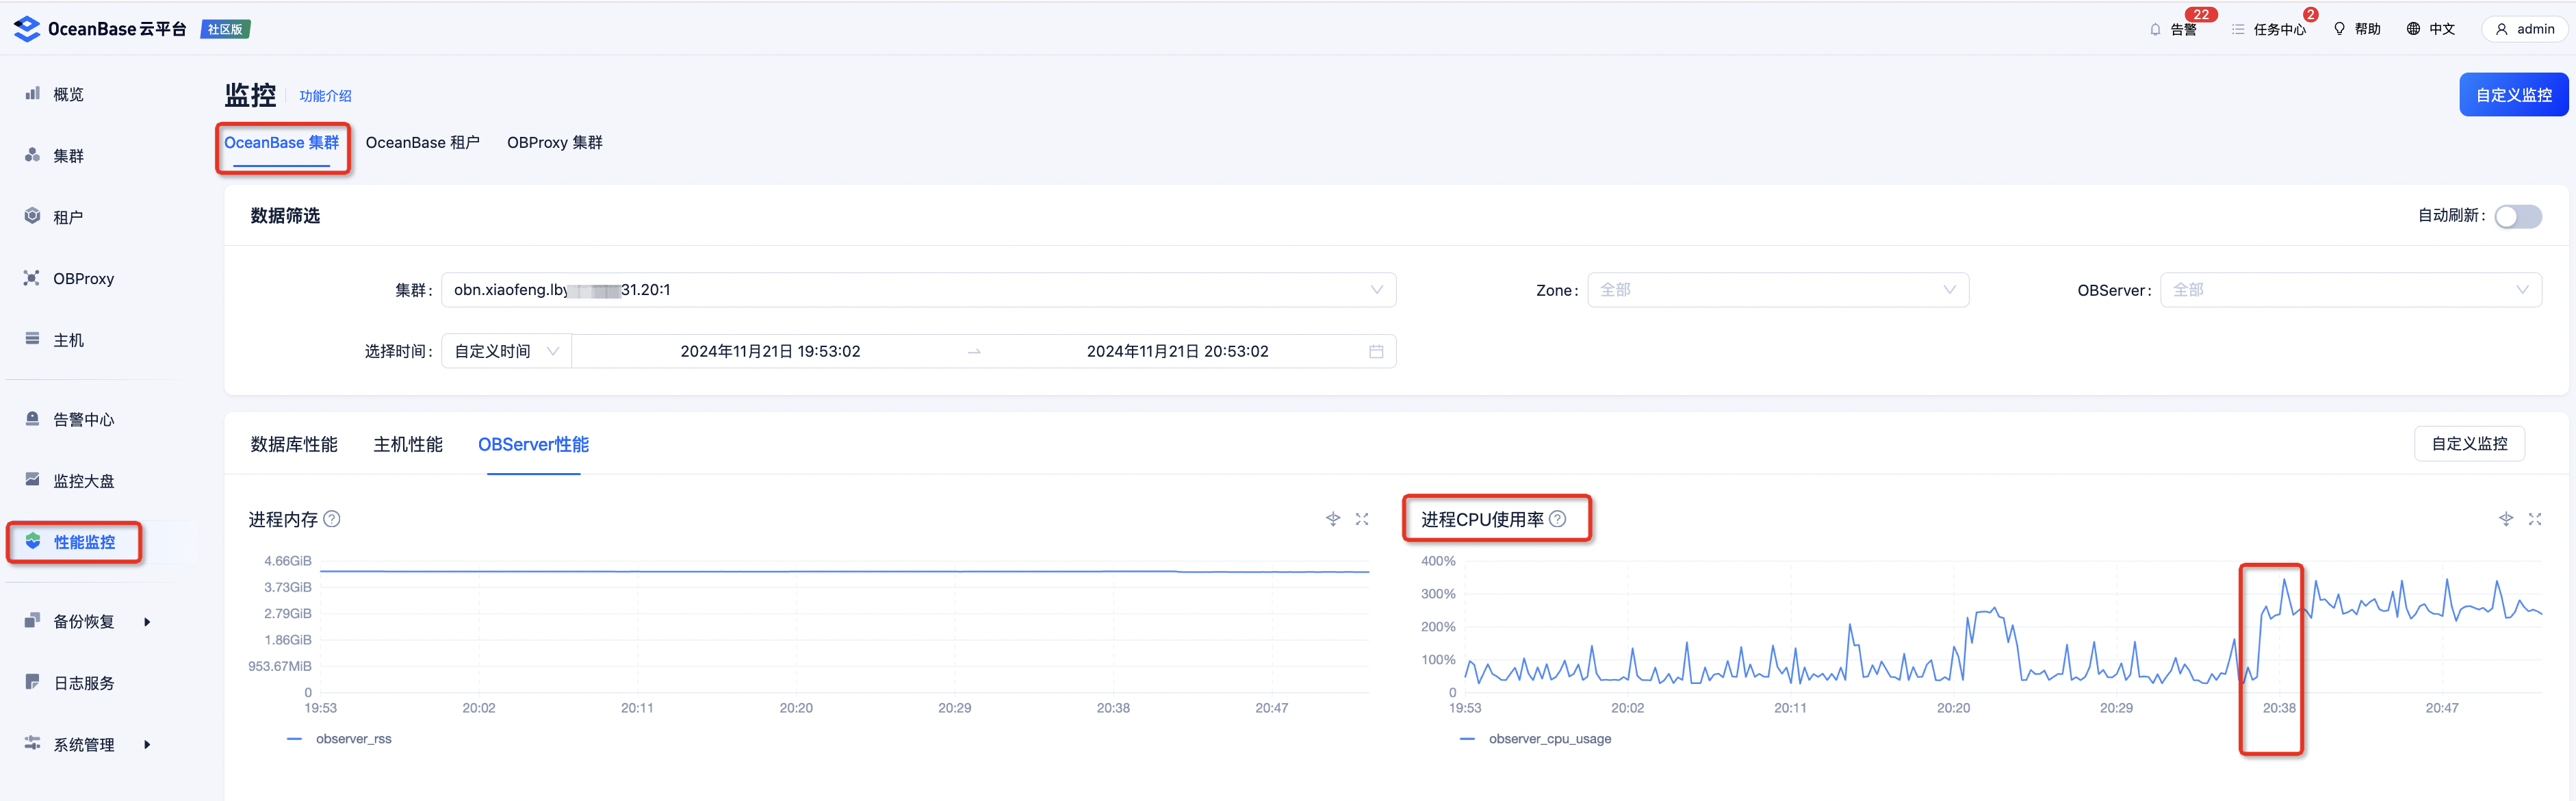 OceanBase 云平台 社区版
告警 22 任务中心 2 帮助 中文 admin
概览
集群
租户
OBProxy
主机
告警中心
监控大盘
性能监控
备份恢复
日志服务
系统管理
监控 功能介绍
自定义监控
OceanBase 集群 OceanBase 租户 OBProxy 集群
数据筛选 自动刷新:
集群: obn.xiaofeng.lby 31.20:1 Zone: 全部 OBServer: 全部
选择时间: 自定义时间 2024年11月21日 19:53:02 → 2024年11月21日 20:53:02
数据库性能 主机性能 OBServer性能 自定义监控
进程内存 ?
4.66GiB
3.73GiB
2.79GiB
1.86GiB
953.67MiB
0
19:53 20:02 20:11 20:20 20:29 20:38 20:47
observer_rss
进程CPU使用率 ?
400%
300%
200%
100%
0
19:53 20:02 20:11 20:20 20:29 20:38 20:47
observer_cpu_usage